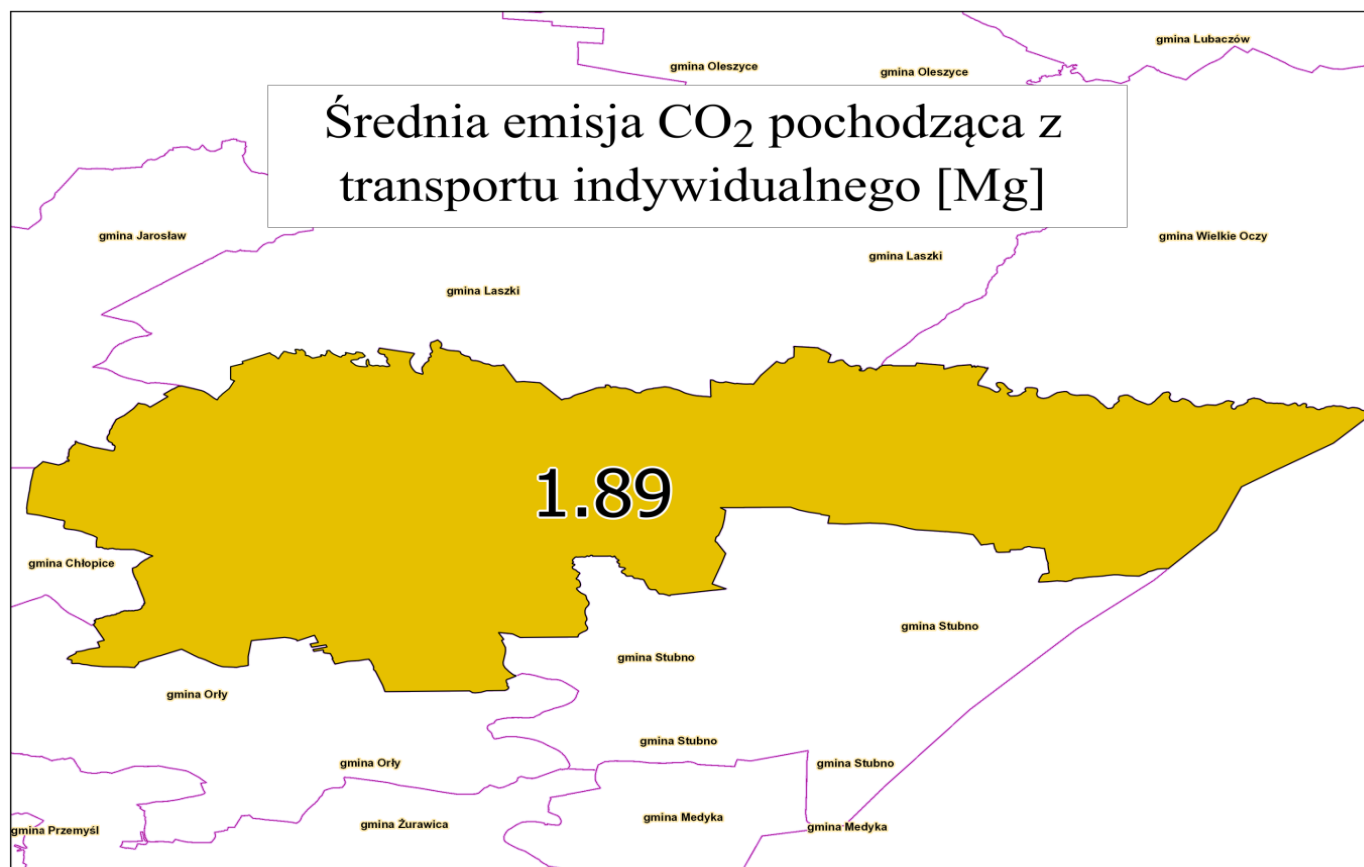 gmina Lubaczów
gmina Oleszyce
gmina Oleszyce
Średnia emisja CO₂ pochodząca z
transportu indywidualnego [Mg]
gmina Jarosław
gmina Wielkie Oczy
gmina Laszki
gmina Laszki
1.89
gmina Chłopice
gmina Stubno
gmina Stubno
gmina Orły
gmina Stubno
gmina Orły
gmina Stubno
gmina Medyka
gmina Żurawica
gmina Medyka
gmina Przemyśl